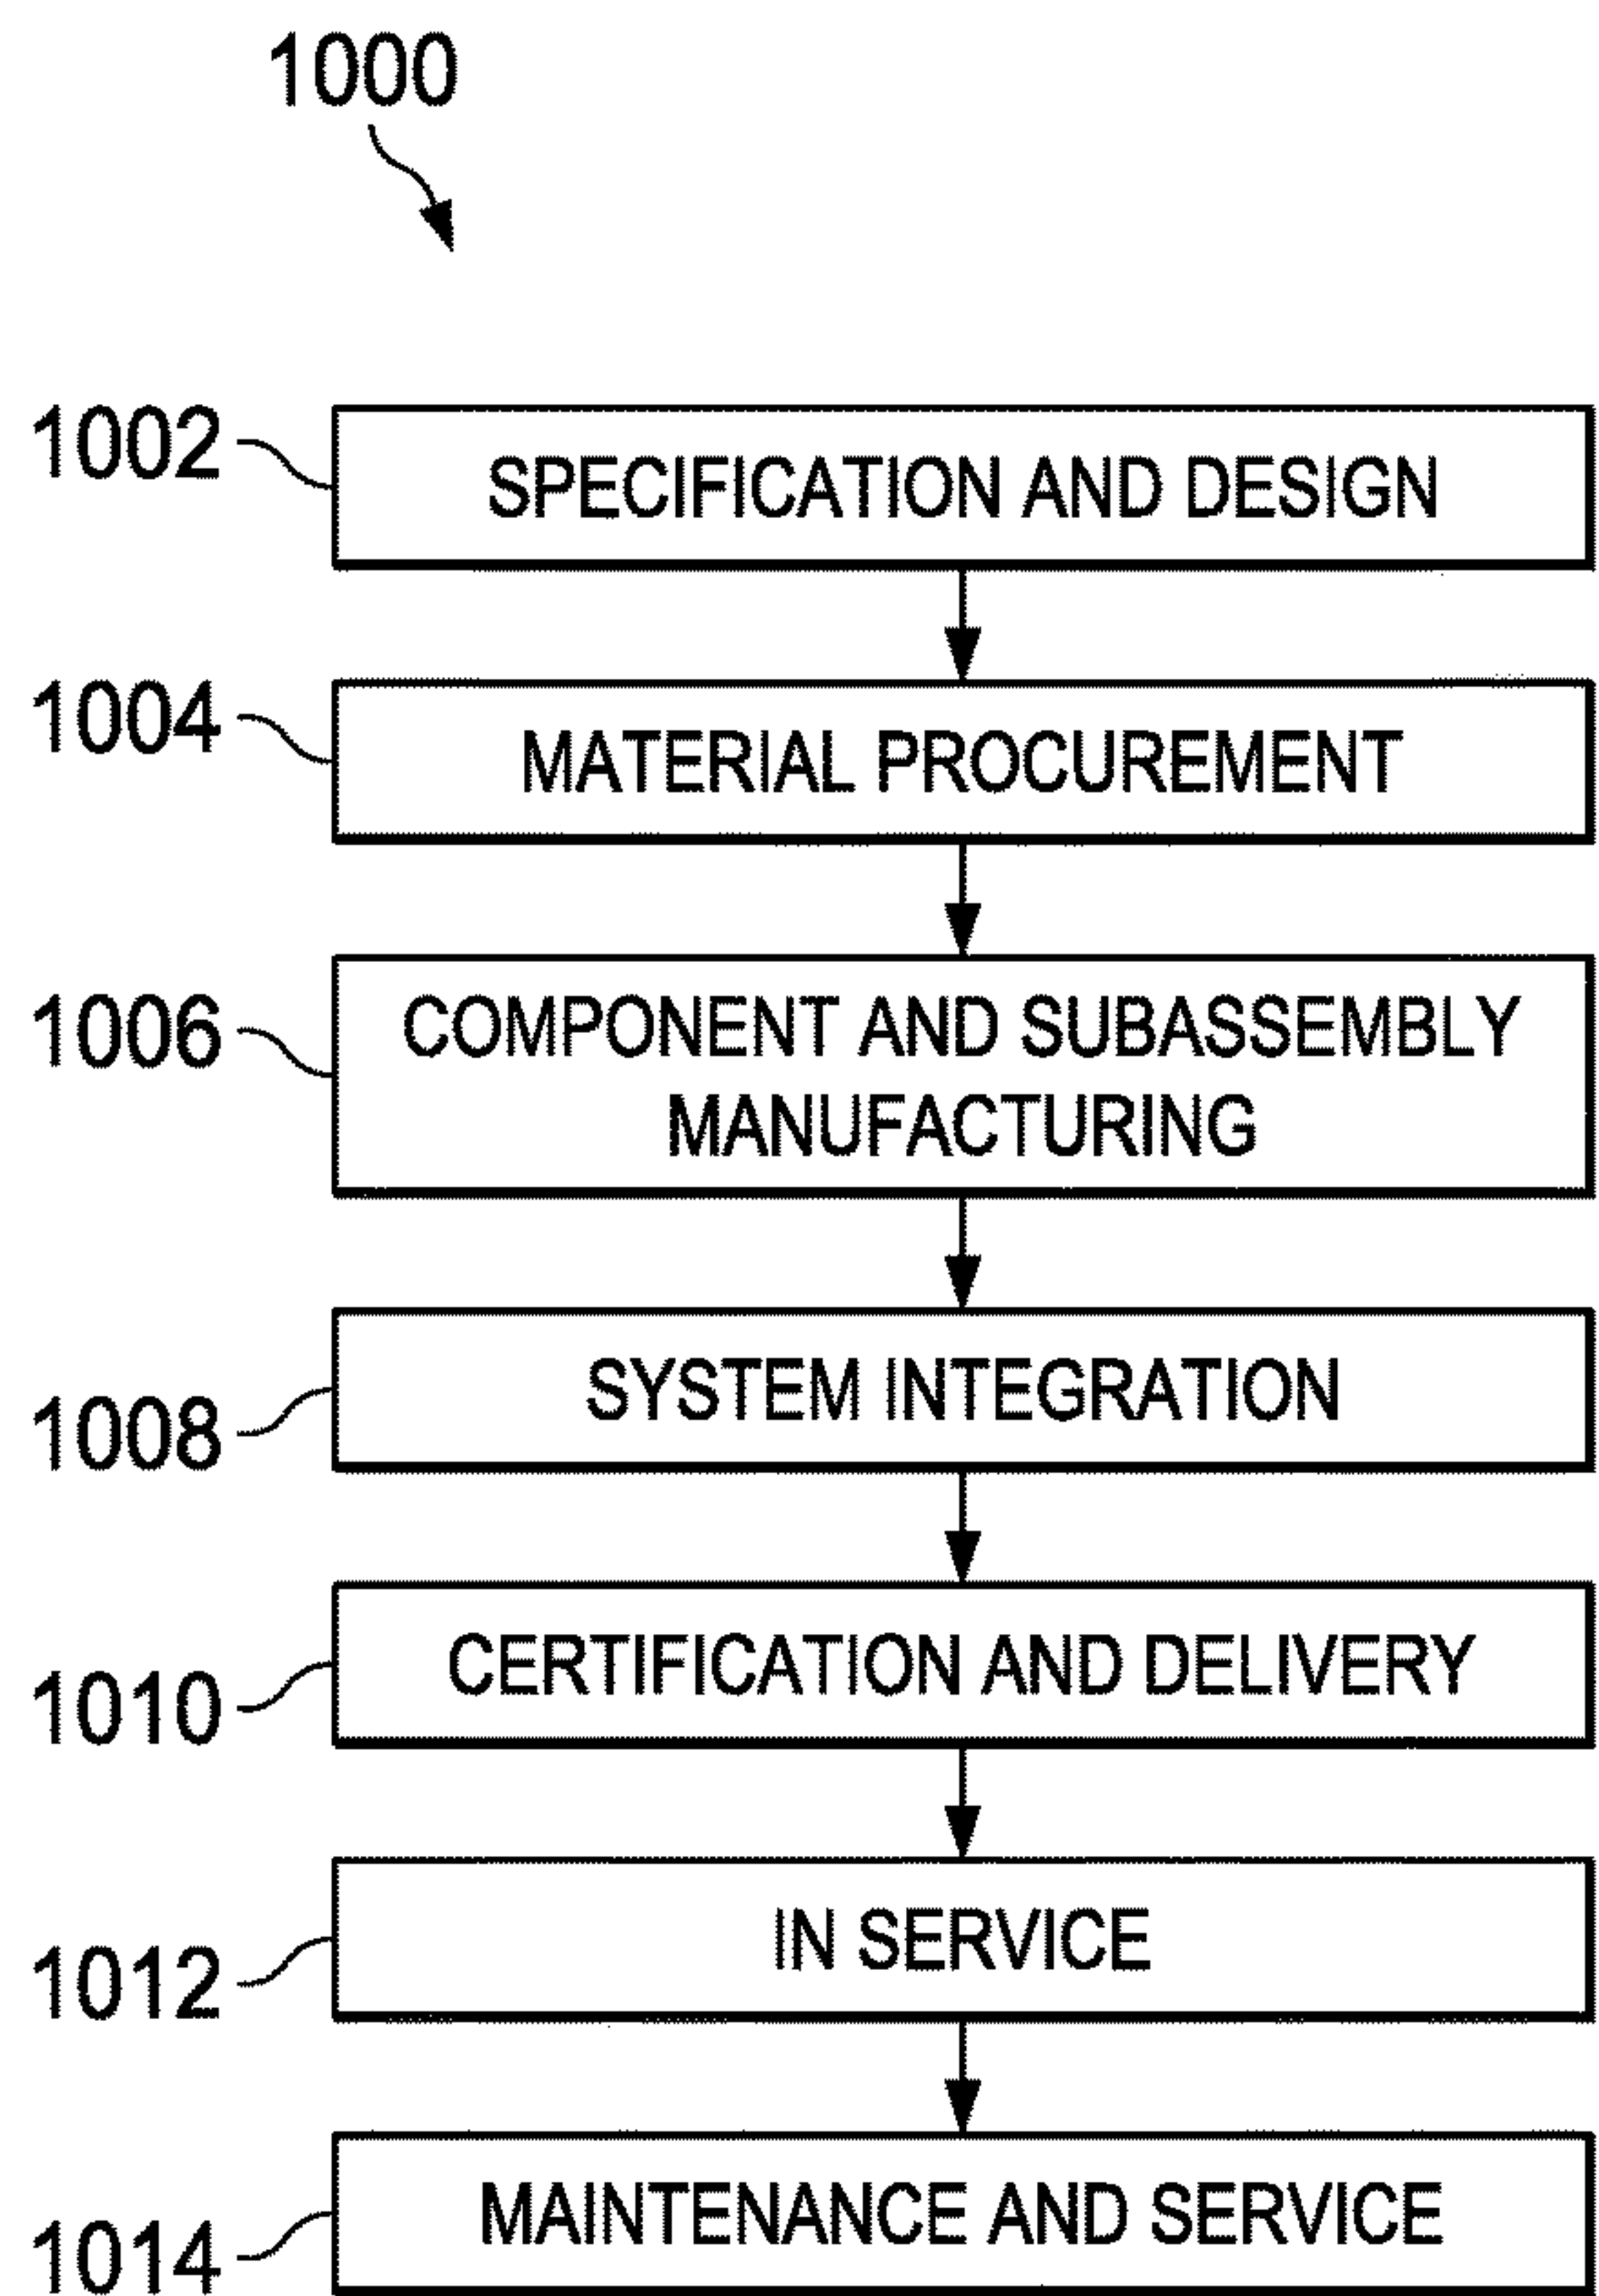 1000
1002
SPECIFICATION AND DESIGN
1004
MATERIAL PROCUREMENT
1006
COMPONENT AND SUBASSEMBLY
MANUFACTURING
1008
SYSTEM INTEGRATION
1010
CERTIFICATION AND DELIVERY
1012
IN SERVICE
1014
MAINTENANCE AND SERVICE